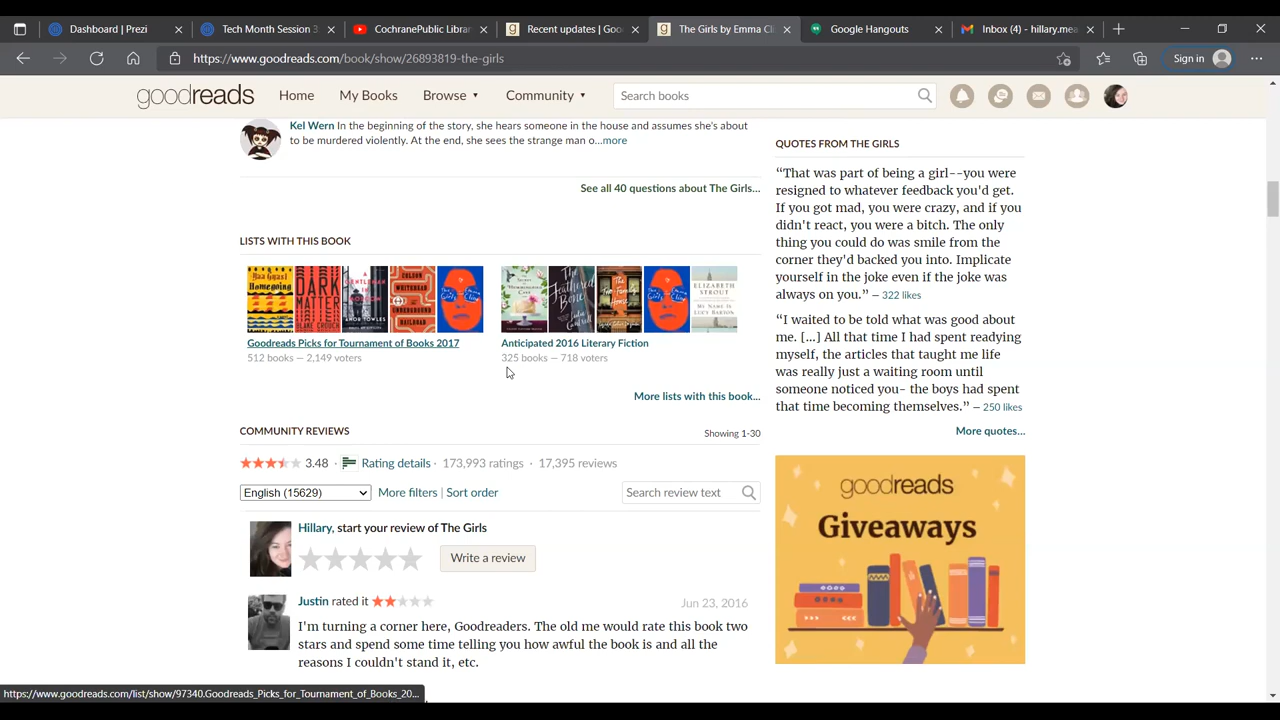 Dashboard | Prezi
Tech Month Session 3
CochranePublic Librar
Recent updates | Goo
The Girls by Emma Cli
Google Hangouts
Inbox (4) - hillary.mea
https://www.goodreads.com/book/show/26893819-the-girls
Sign in
goodreads
Home
My Books
Browse
Community
Search books
Kel Wern In the beginning of the story, she hears someone in the house and assumes she's about
to be murdered violently. At the end, she sees the strange man o...more
See all 40 questions about The Girls...
LISTS WITH THIS BOOK
Goodreads Picks for Tournament of Books 2017
512 books — 2,149 voters
Anticipated 2016 Literary Fiction
325 books — 718 voters
More lists with this book...
COMMUNITY REVIEWS
Showing 1-30
3.48 · Rating details · 173,993 ratings · 17,395 reviews
English (15629)
More filters | Sort order
Search review text
Hillary, start your review of The Girls
Write a review
Justin rated it
Jun 23, 2016
I'm turning a corner here, Goodreaders. The old me would rate this book two
stars and spend some time telling you how awful the book is and all the
reasons I couldn't stand it, etc.
QUOTES FROM THE GIRLS
“That was part of being a girl--you were
resigned to whatever feedback you'd get.
If you got mad, you were crazy, and if you
didn't react, you were a bitch. The only
thing you could do was smile from the
corner they'd backed you into. Implicate
yourself in the joke even if the joke was
always on you.” — 322 likes
“I waited to be told what was good about
me. [...] All that time I had spent readying
myself, the articles that taught me life
was really just a waiting room until
someone noticed you- the boys had spent
that time becoming themselves.” — 250 likes
More quotes...
goodreads
Giveaways
https://www.goodreads.com/list/show/97340.Goodreads_Picks_for_Tournament_of_Books_20...